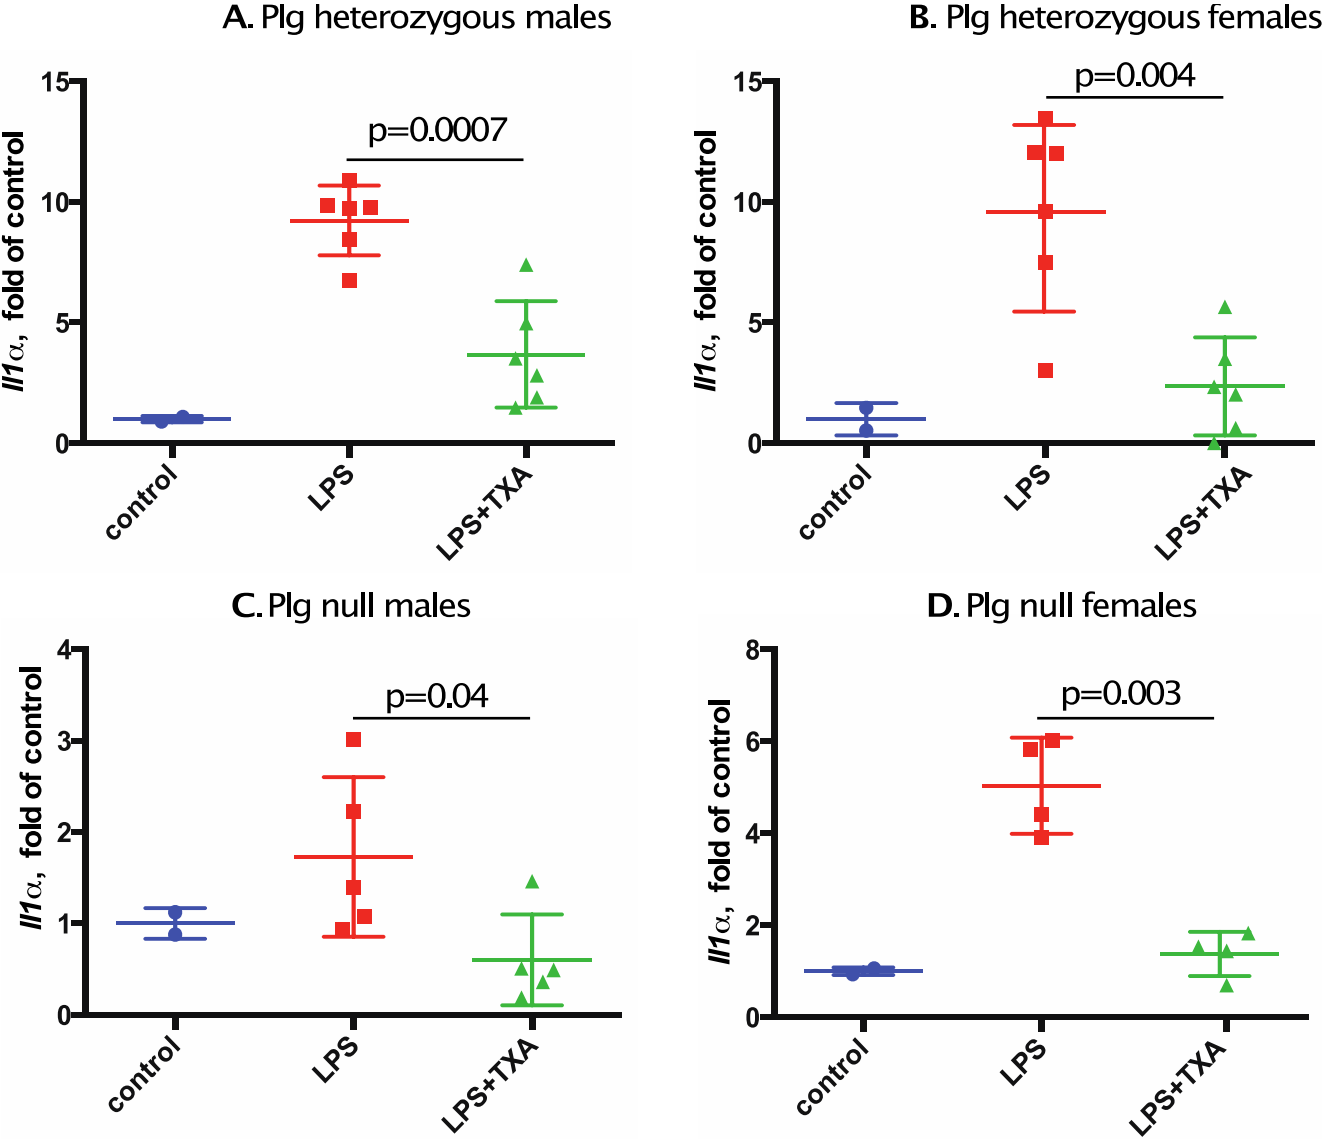 A. Plg heterozygous males
15
10
5
0
Il1α, fold of control
p=0.0007
control
LPS
LPS+TXA
B. Plg heterozygous females
15
10
5
0
Il1α, fold of control
p=0.004
control
LPS
LPS+TXA
C. Plg null males
4
3
2
1
0
Il1α, fold of control
p=0.04
control
LPS
LPS+TXA
D. Plg null females
8
6
4
2
0
Il1α, fold of control
p=0.003
control
LPS
LPS+TXA